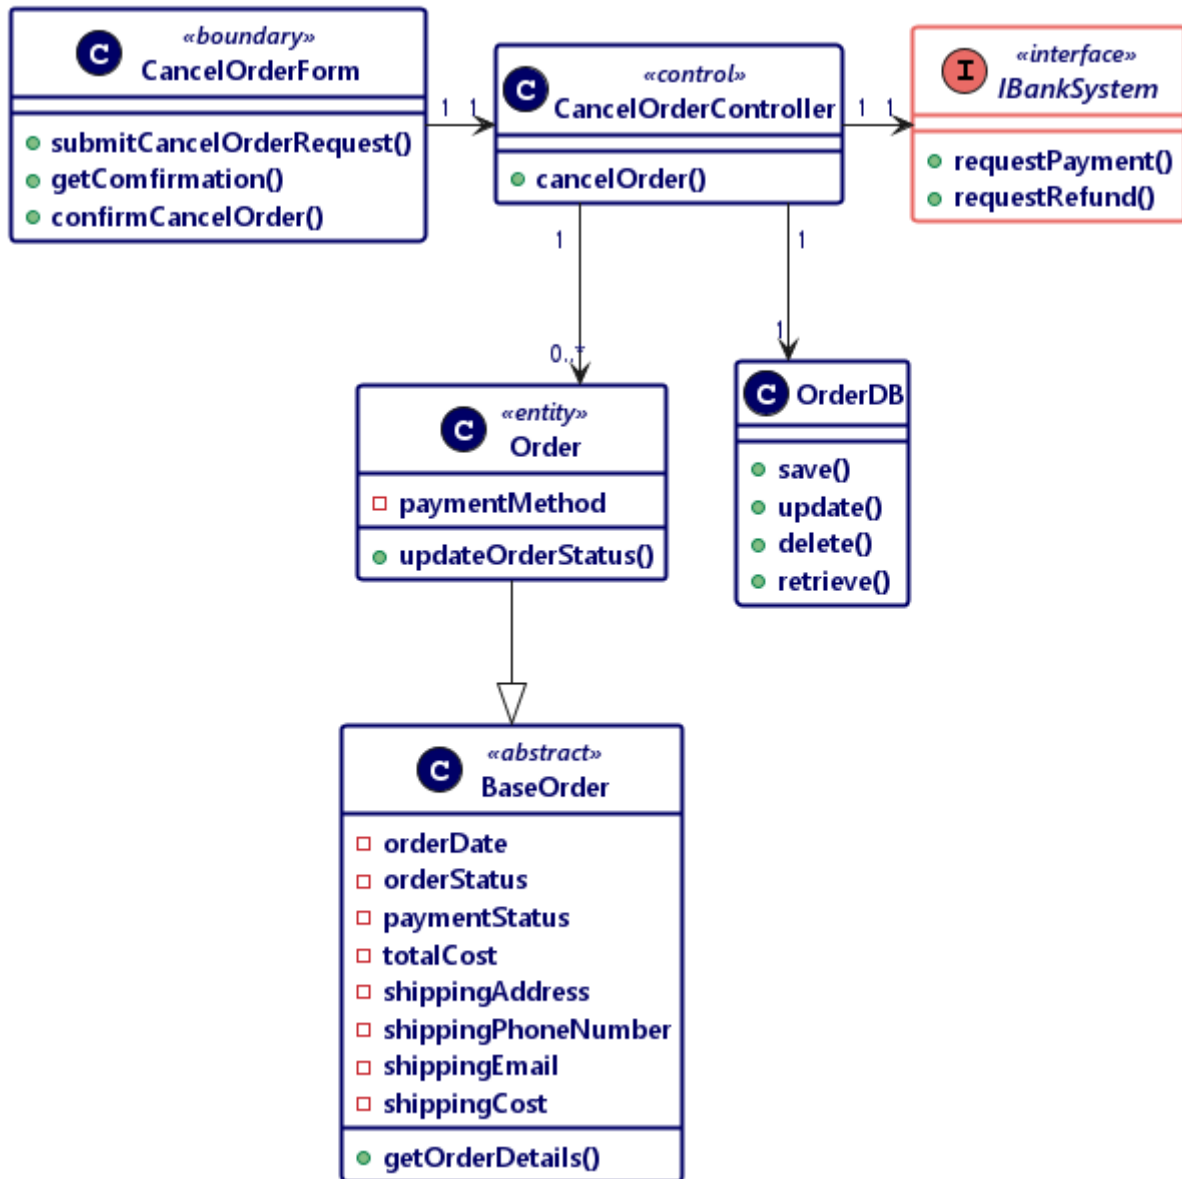 C
«boundary»
CancelOrderForm
submitCancelOrderRequest()
getComfirmation()
confirmCancelOrder()
1 1
C
«control»
CancelOrderController
cancelOrder()
1 1
I
«interface»
IBankSystem
requestPayment()
requestRefund()
1
0..*
1
1
C
«entity»
Order
paymentMethod
updateOrderStatus()
C
OrderDB
save()
update()
delete()
retrieve()
C
«abstract»
BaseOrder
orderDate
orderStatus
paymentStatus
totalCost
shippingAddress
shippingPhoneNumber
shippingEmail
shippingCost
getOrderDetails()